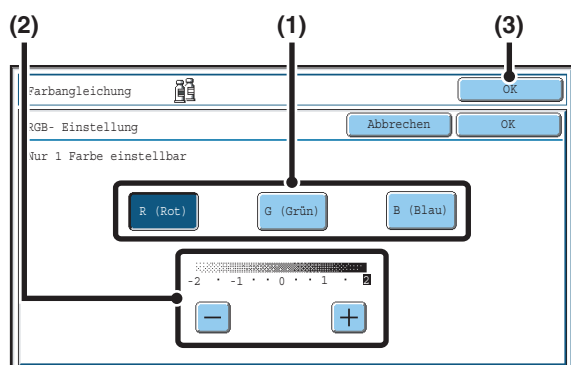 (2) (1) (3)
Farbangleichung OK
RGB- Einstellung Abbrechen OK
Nur 1 Farbe einstellbar
R (Rot) G (Grün) B (Blau)
-2 · -1 · · 0 · · 1 · 2
− +